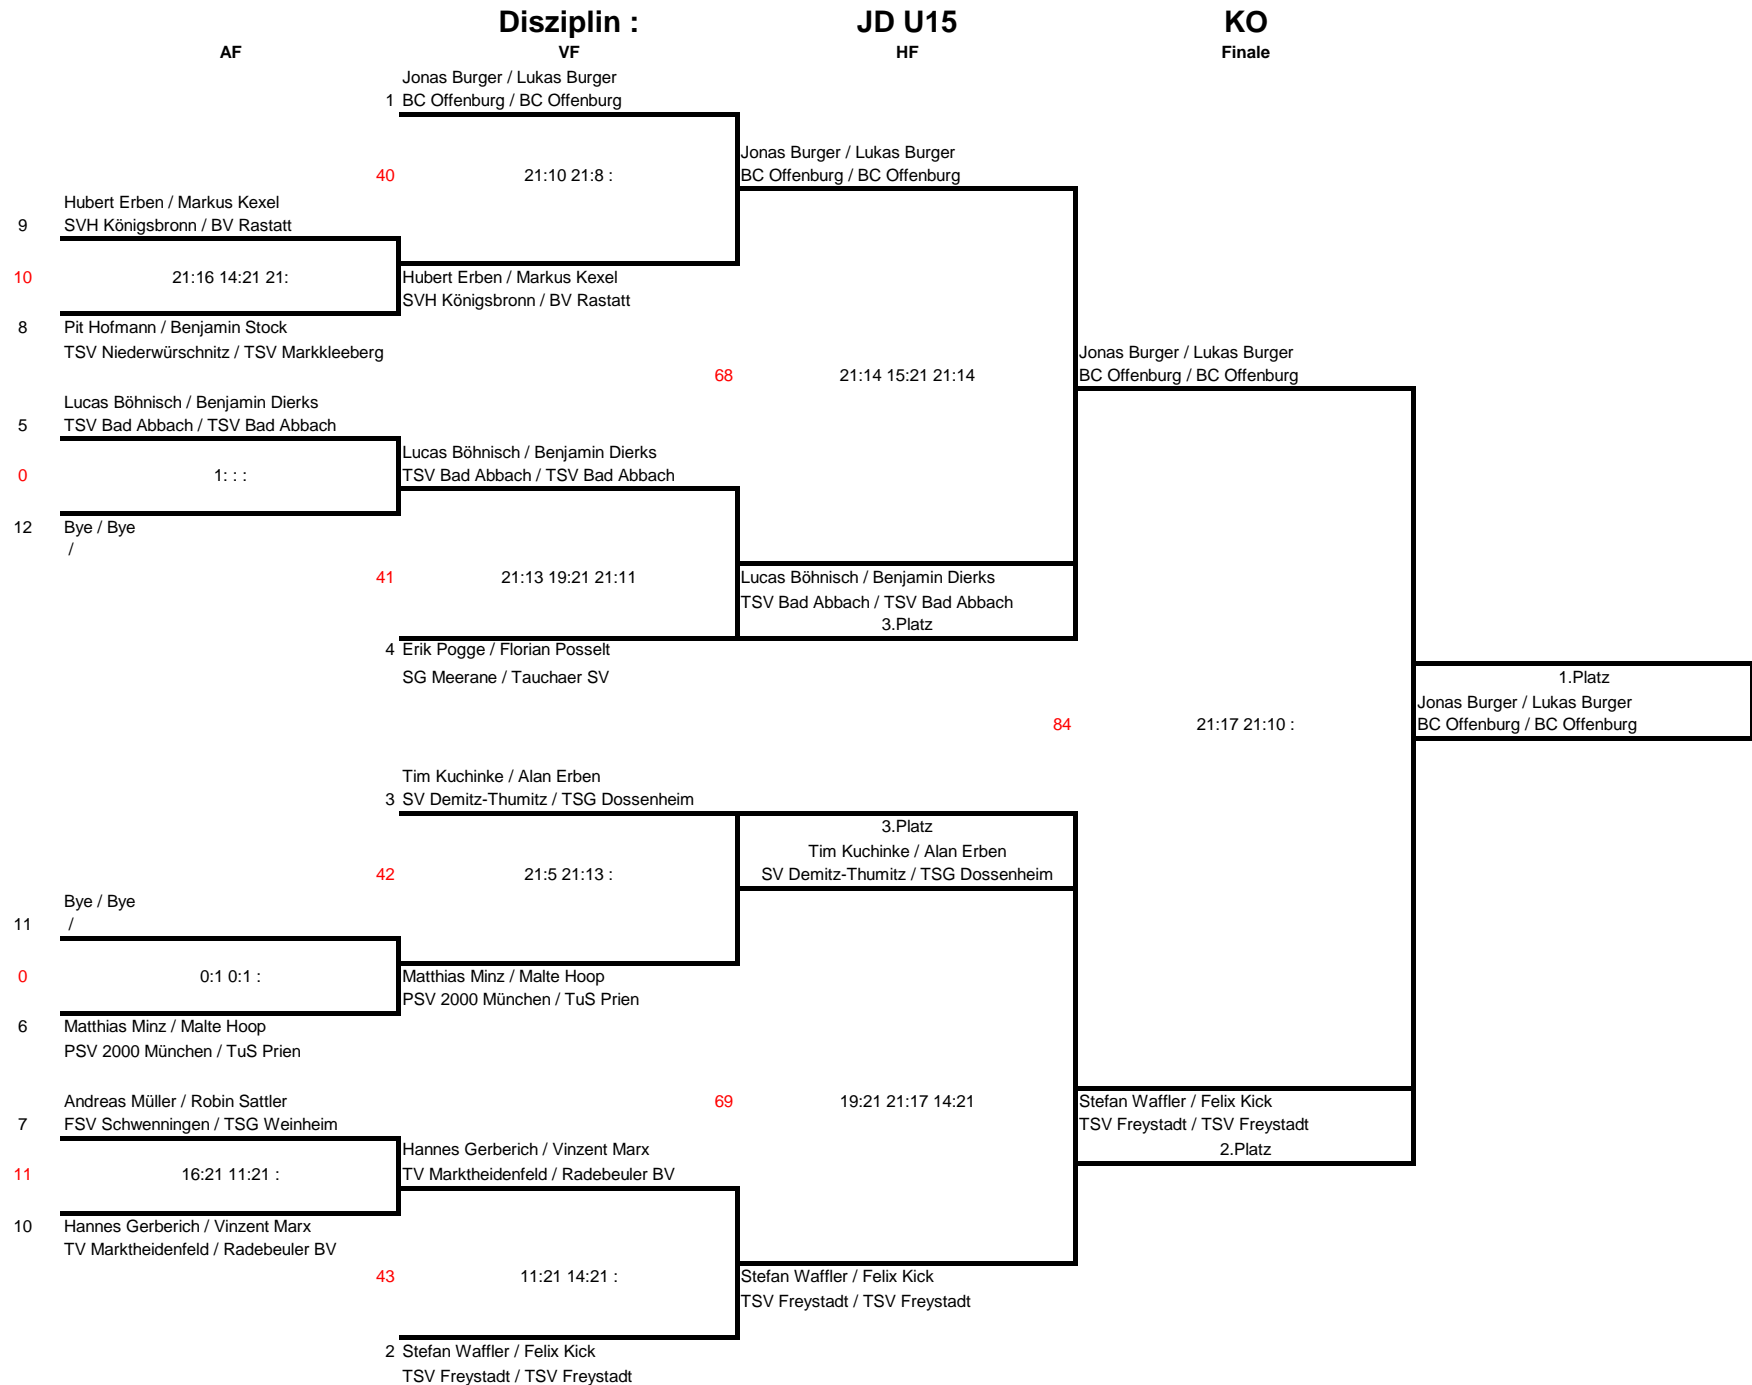 Disziplin : JD U15 KO
AF VF HF Finale
Jonas Burger / Lukas Burger
1 BC Offenburg / BC Offenburg
Jonas Burger / Lukas Burger
40 21:10 21:8 : BC Offenburg / BC Offenburg
Hubert Erben / Markus Kexel
9 SVH Königsbronn / BV Rastatt
10 21:16 14:21 21: Hubert Erben / Markus Kexel
SVH Königsbronn / BV Rastatt
8 Pit Hofmann / Benjamin Stock
TSV Niederwürschnitz / TSV Markkleeberg Jonas Burger / Lukas Burger
68 21:14 15:21 21:14 BC Offenburg / BC Offenburg
Lucas Böhnisch / Benjamin Dierks
5 TSV Bad Abbach / TSV Bad Abbach
Lucas Böhnisch / Benjamin Dierks
0 1: : : TSV Bad Abbach / TSV Bad Abbach
12 Bye / Bye
/
41 21:13 19:21 21:11 Lucas Böhnisch / Benjamin Dierks
TSV Bad Abbach / TSV Bad Abbach
3.Platz
4 Erik Pogge / Florian Posselt
SG Meerane / Tauchaer SV 1.Platz
Jonas Burger / Lukas Burger
84 21:17 21:10 : BC Offenburg / BC Offenburg
Tim Kuchinke / Alan Erben
3 SV Demitz-Thumitz / TSG Dossenheim
3.Platz
Tim Kuchinke / Alan Erben
42 21:5 21:13 : SV Demitz-Thumitz / TSG Dossenheim
Bye / Bye
11 /
0 0:1 0:1 : Matthias Minz / Malte Hoop
PSV 2000 München / TuS Prien
6 Matthias Minz / Malte Hoop
PSV 2000 München / TuS Prien
Andreas Müller / Robin Sattler 69 19:21 21:17 14:21 Stefan Waffler / Felix Kick
7 FSV Schwenningen / TSG Weinheim TSV Freystadt / TSV Freystadt
Hannes Gerberich / Vinzent Marx 2.Platz
11 16:21 11:21 : TV Marktheidenfeld / Radebeuler BV
10 Hannes Gerberich / Vinzent Marx
TV Marktheidenfeld / Radebeuler BV
43 11:21 14:21 : Stefan Waffler / Felix Kick
TSV Freystadt / TSV Freystadt
2 Stefan Waffler / Felix Kick
TSV Freystadt / TSV Freystadt